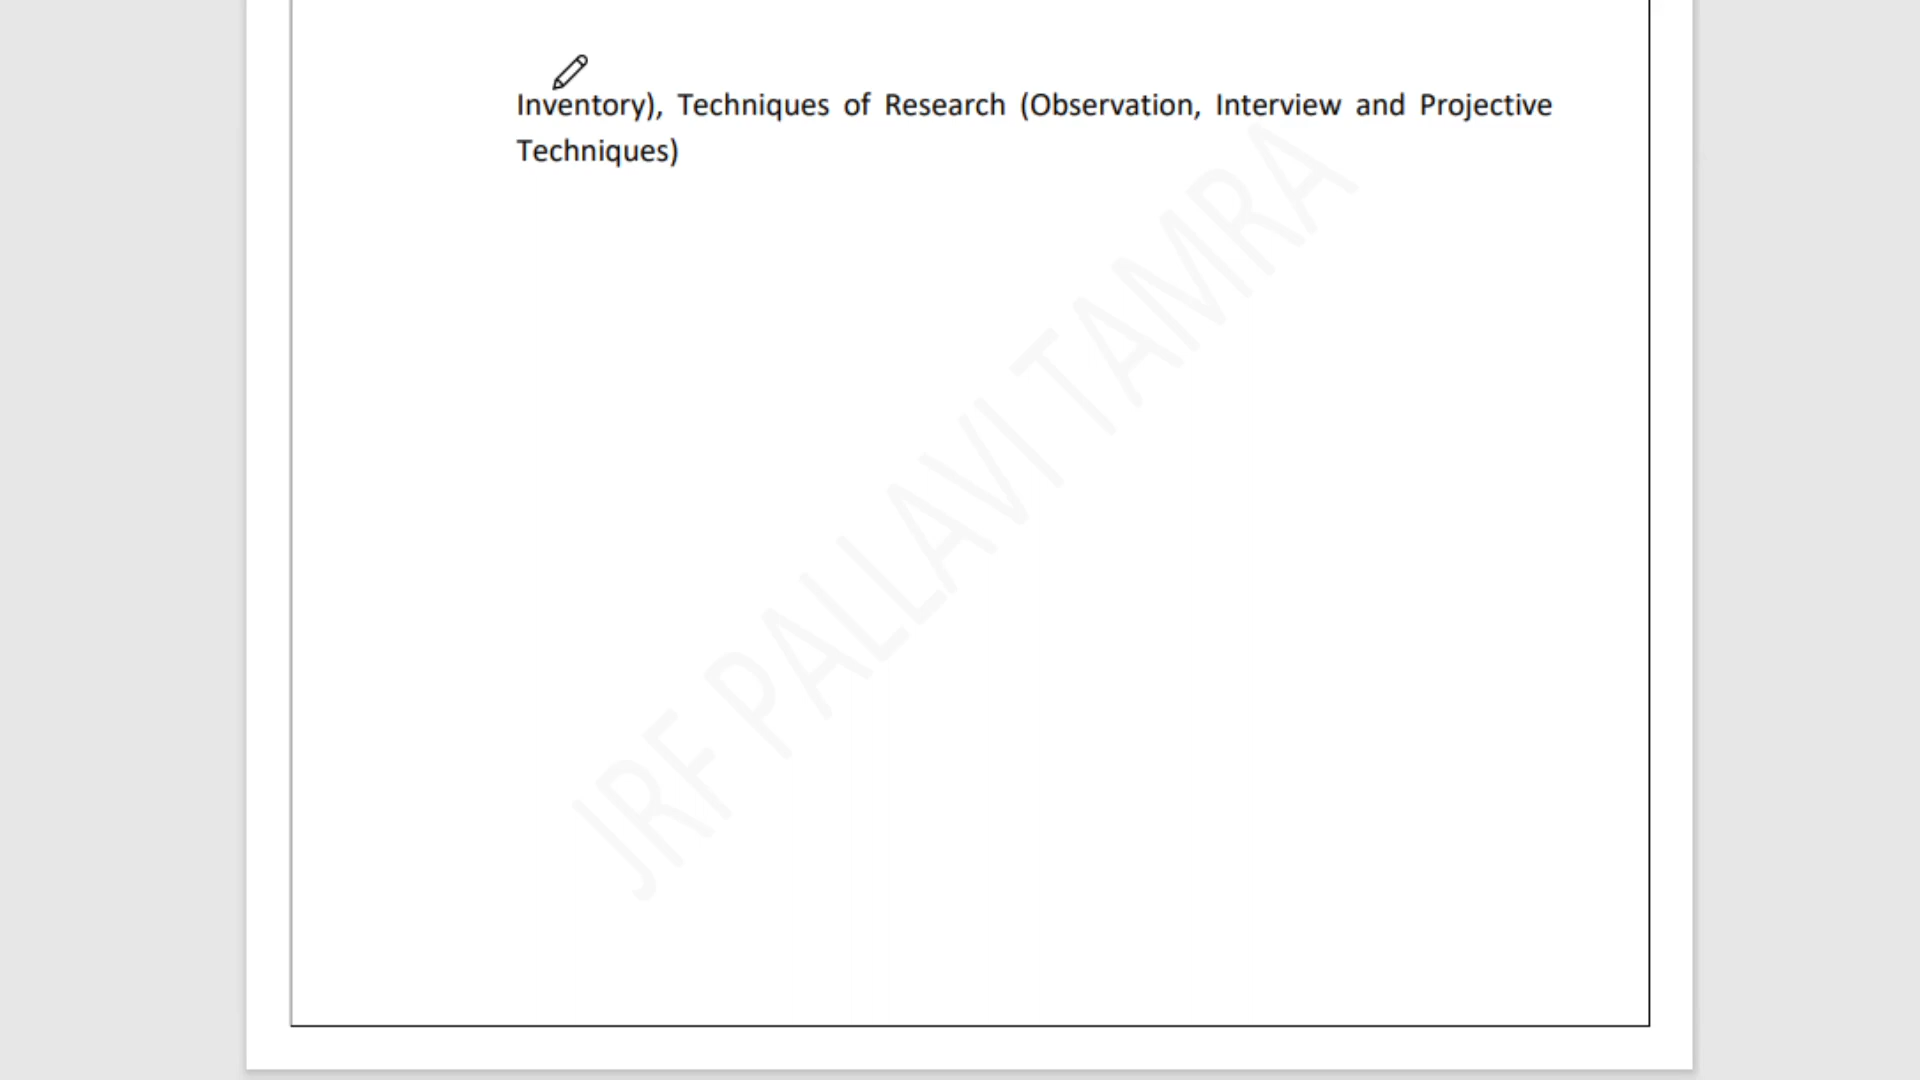 Inventory), Techniques of Research (Observation, Interview and Projective
Techniques)
JRF PALLAVI TAMRA